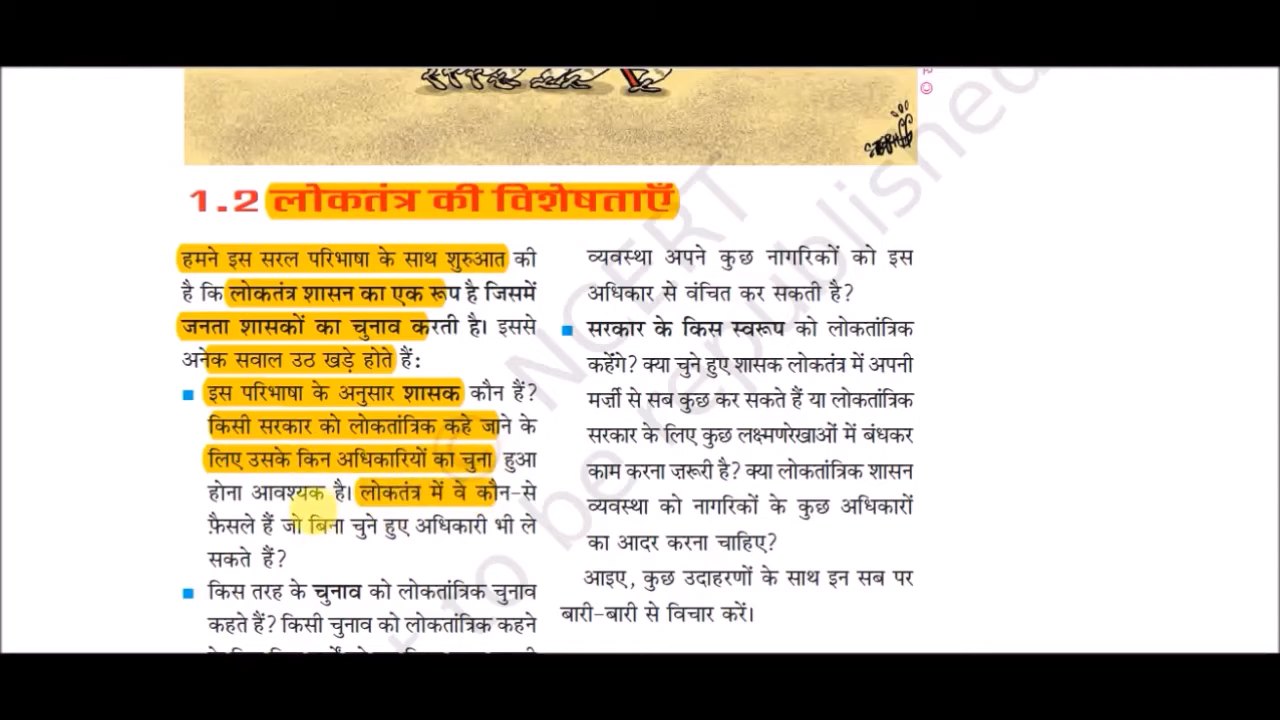 1.2 लोकतंत्र की विशेषताएँ
हमने इस सरल परिभाषा के साथ शुरुआत की
है कि लोकतंत्र शासन का एक रूप है जिसमें
जनता शासकों का चुनाव करती है। इससे
अनेक सवाल उठ खड़े होते हैं:
इस परिभाषा के अनुसार शासक कौन हैं?
किसी सरकार को लोकतांत्रिक कहे जाने के
लिए उसके किन अधिकारियों का चुना हुआ
होना आवश्यक है। लोकतंत्र में वे कौन-से
फ़ैसले हैं जो बिना चुने हुए अधिकारी भी ले
सकते हैं?
किस तरह के चुनाव को लोकतांत्रिक चुनाव
कहते हैं? किसी चुनाव को लोकतांत्रिक कहने
व्यवस्था अपने कुछ नागरिकों को इस
अधिकार से वंचित कर सकती है?
सरकार के किस स्वरूप को लोकतांत्रिक
कहेंगे? क्या चुने हुए शासक लोकतंत्र में अपनी
मर्ज़ी से सब कुछ कर सकते हैं या लोकतांत्रिक
सरकार के लिए कुछ लक्ष्मणरेखाओं में बंधकर
काम करना ज़रूरी है? क्या लोकतांत्रिक शासन
व्यवस्था को नागरिकों के कुछ अधिकारों
का आदर करना चाहिए?
आइए, कुछ उदाहरणों के साथ इन सब पर
बारी-बारी से विचार करें।
© NCERT
to be republished